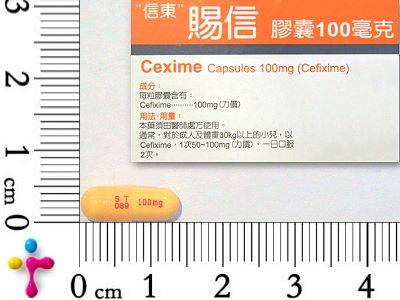 "信東" 賜信 膠囊100毫克
Cexime Capsules 100mg (Cefixime)
成分：
每粒膠囊含有：
Cefixime··········100mg(力價)
用法·用量：
本藥須由醫師處方使用。
通常，對於成人及體重30kg以上的小兒，以
Cefixime，1次50~100mg(力價)，一日口服
2次。
S T
089
100mg
3
2
1
cm
0
0 cm 1 2 3 4